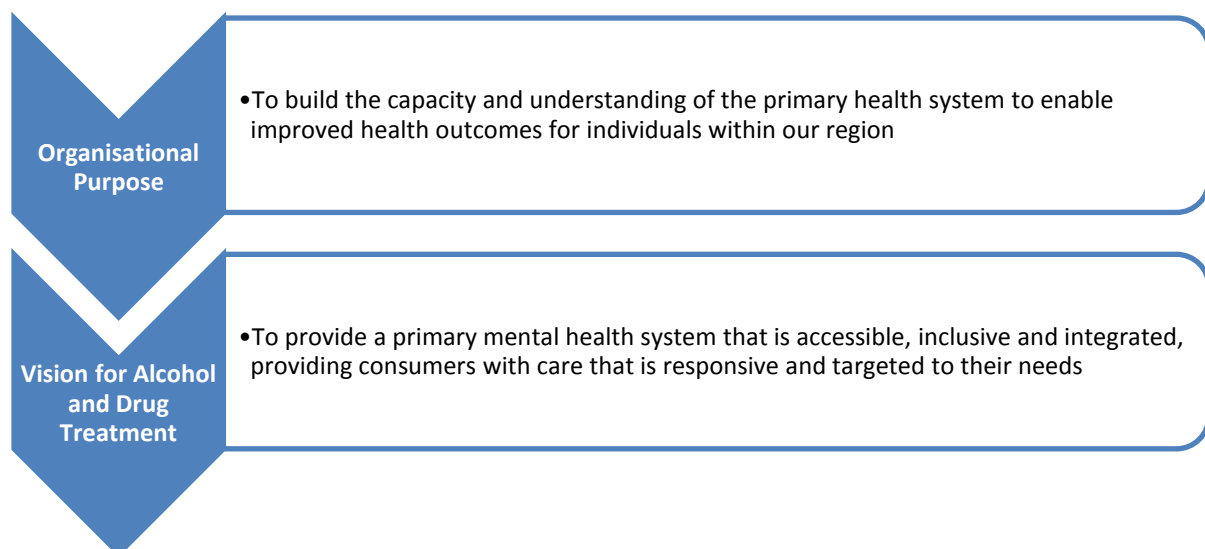 Organisational
Purpose
•To build the capacity and understanding of the primary health system to enable
improved health outcomes for individuals within our region
Vision for Alcohol
and Drug
Treatment
•To provide a primary mental health system that is accessible, inclusive and integrated,
providing consumers with care that is responsive and targeted to their needs